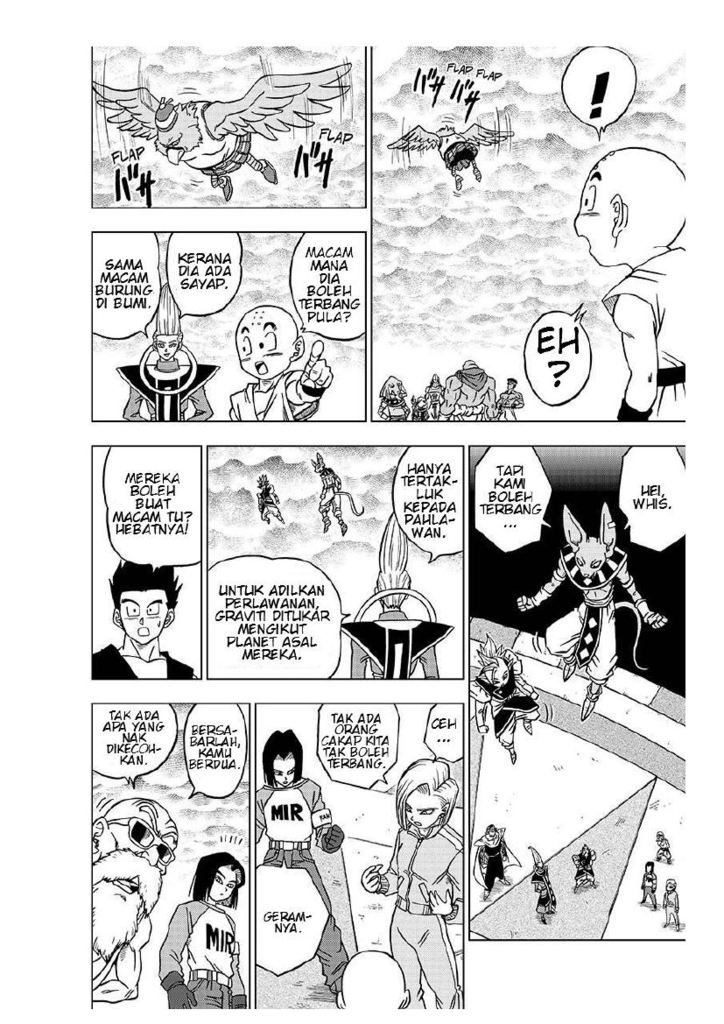 FLAP FLAP
バサ
バサ
!
EH
?
FLAP
バサ
FLAP
バサ
MACAM
MANA
DIA
BOLEH
TERBANG
PULA?
KERANA
DIA ADA
SAYAP.
SAMA
MACAM
BURUNG
DI BUMI.
HEI,
WHIS.
TAPI
KAMI
BOLEH
TERBANG
...
HANYA
TERTAK-
LUK
KEPADA
PAHLA-
WAN.
UNTUK ADILKAN
PERLAWANAN,
GRAVITI DITUKAR
MENGIKUT
PLANET ASAL
MEREKA.
MEREKA
BOLEH
BUAT
MACAM TU?
HEBATNYA!
CEH
...
TAK ADA
ORANG
CAKAP KITA
TAK BOLEH
TERBANG.
MIR
RAN
GERAM-
NYA.
BERSA-
BARLAH,
KAMU
BERDUA.
TAK ADA
APA YANG
NAK
DIKECOH-
KAN.
MIR